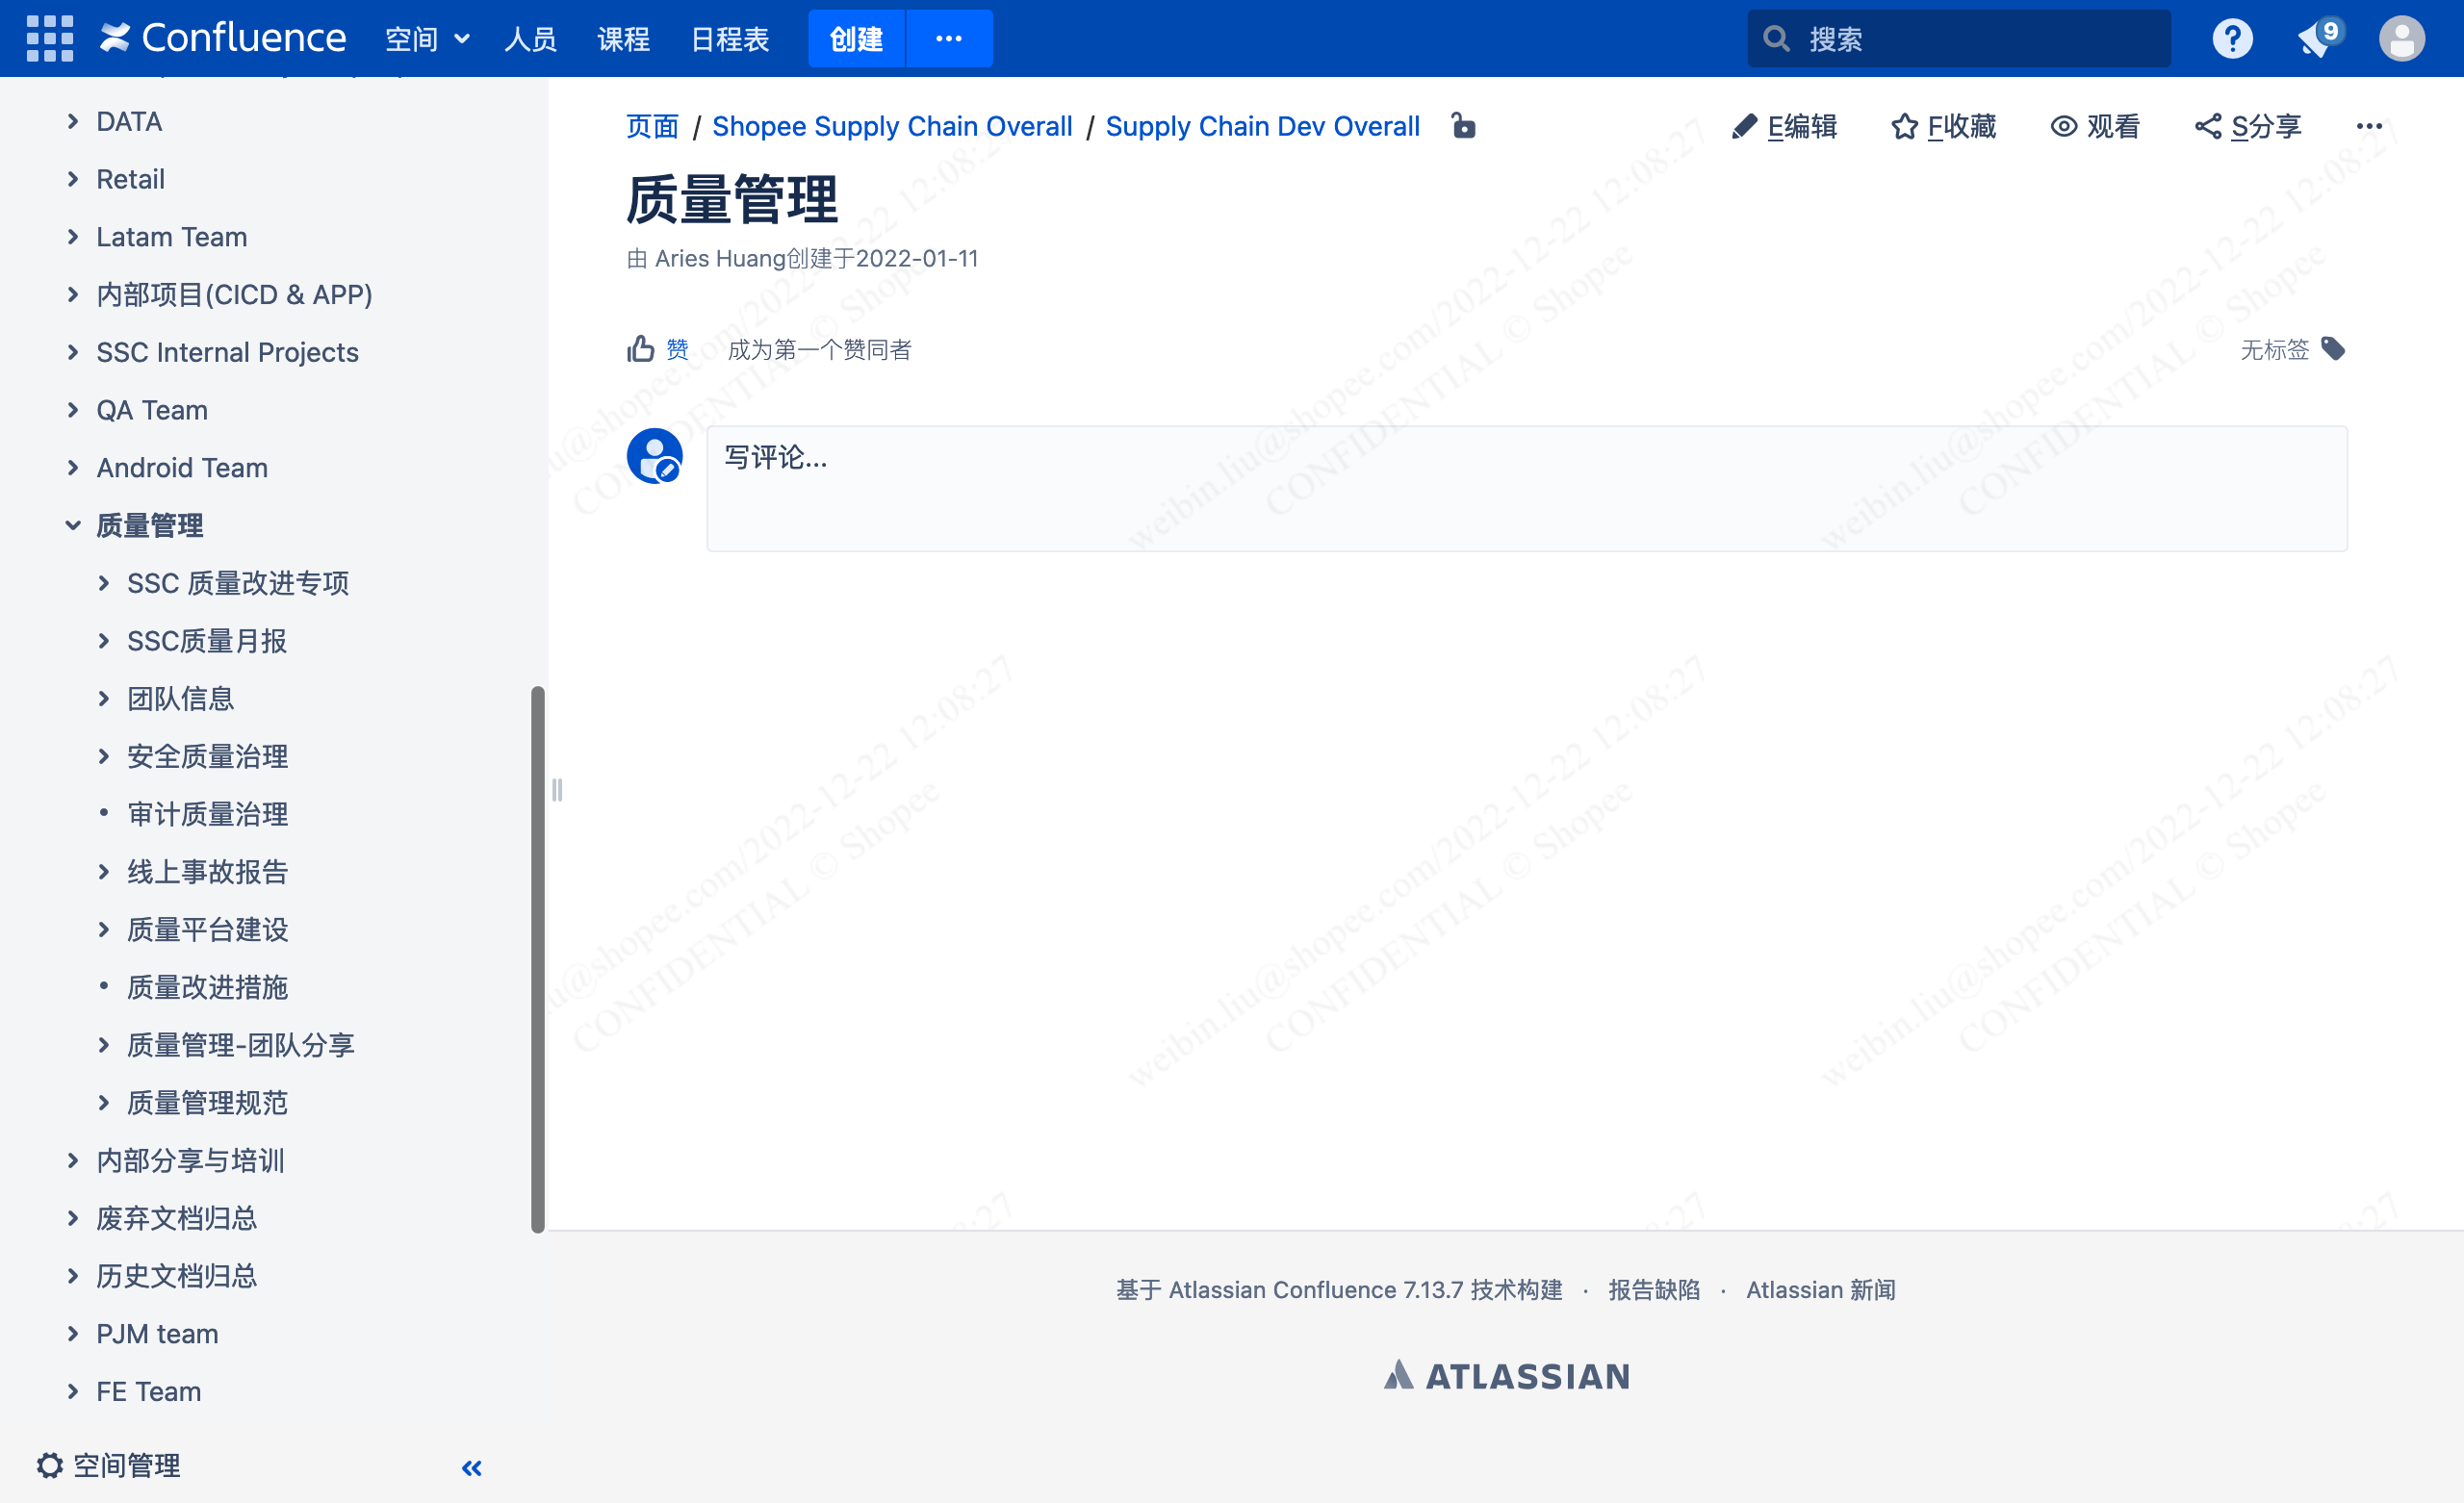 Confluence 空间 人员 课程 日程表 创建 ••• 搜索 9
DATA
Retail
Latam Team
内部项目(CICD & APP)
SSC Internal Projects
QA Team
Android Team
质量管理
SSC 质量改进专项
SSC质量月报
团队信息
安全质量治理
审计质量治理
线上事故报告
质量平台建设
质量改进措施
质量管理-团队分享
质量管理规范
内部分享与培训
废弃文档归总
历史文档归总
PJM team
FE Team
空间管理
页面 / Shopee Supply Chain Overall / Supply Chain Dev Overall
E编辑 F收藏 观看 S分享 •••
质量管理
由 Aries Huang创建于2022-01-11
赞 成为第一个赞同者
无标签
写评论...
weibin.liu@shopee.com/2022-12-22 12:08:27
CONFIDENTIAL © Shopee
基于 Atlassian Confluence 7.13.7 技术构建 · 报告缺陷 · Atlassian 新闻
ATLASSIAN